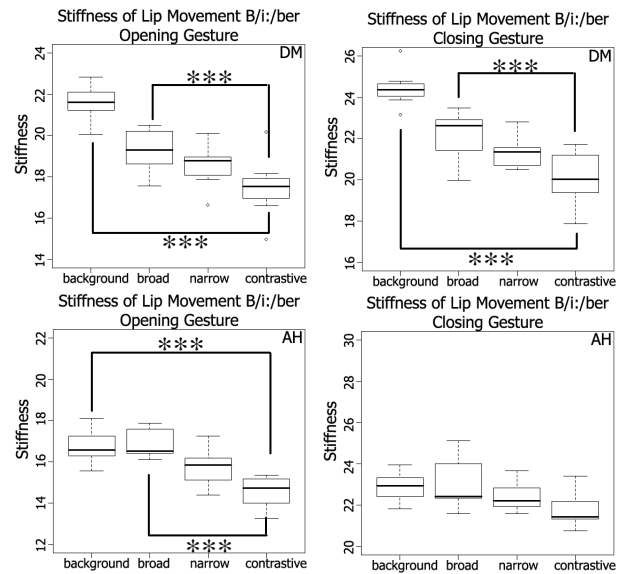 Stiffness of Lip Movement B/i:/ber
Opening Gesture
DM
Stiffness
24
22
20
18
16
14
***
***
background broad narrow contrastive
Stiffness of Lip Movement B/i:/ber
Closing Gesture
DM
Stiffness
26
24
22
20
18
16
***
***
background broad narrow contrastive
Stiffness of Lip Movement B/i:/ber
Opening Gesture
AH
Stiffness
22
20
18
16
14
12
***
***
background broad narrow contrastive
Stiffness of Lip Movement B/i:/ber
Closing Gesture
AH
Stiffness
30
28
26
24
22
20
background broad narrow contrastive